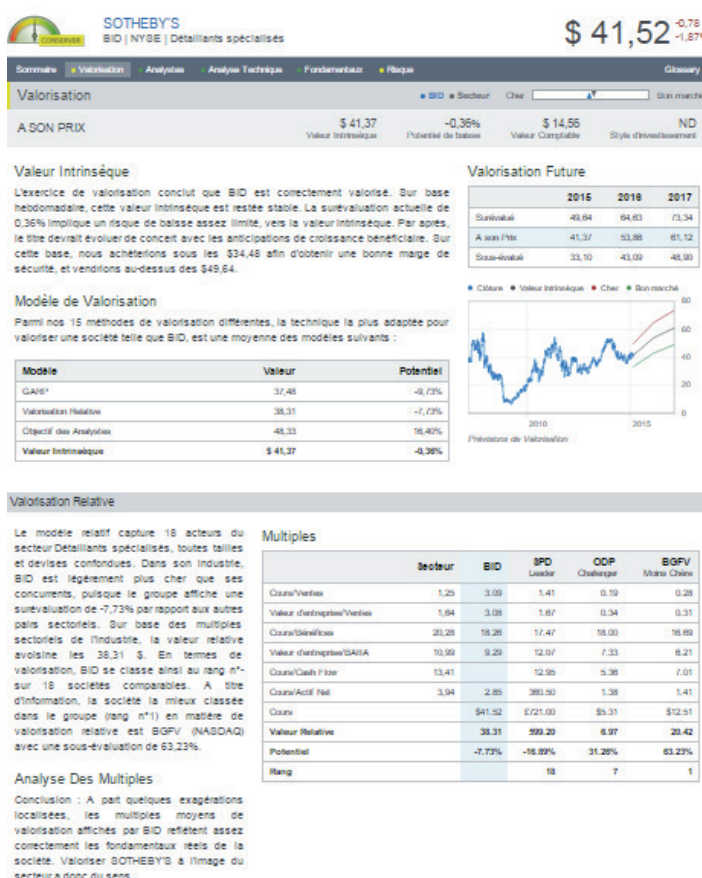 SOTHEBY'S
BID | NYSE | Détaillants spécialisés
CONSERVER
$ 41,52 -0,78
-1,87%
Sommaire Valorisation Analystes Analyse Technique Fondamentaux Risque Glossary
Valorisation BID Secteur Cher Bon marché
A SON PRIX
$ 41,37 -0,36% $ 14,56 ND
Valeur Intrinsèque Potentiel de baisse Valeur Comptable Style d'investissement
Valeur Intrinsèque
L'exercice de valorisation conclut que BID est correctement valorisé. Sur base
hebdomadaire, cette valeur intrinsèque est restée stable. La surévaluation actuelle de
0,36% implique un risque de baisse assez limité, vers la valeur intrinsèque. Par après,
le titre devrait évoluer de concert avec les anticipations de croissance bénéficiaire. Sur
cette base, nous achèterions sous les $34,48 afin d'obtenir une bonne marge de
sécurité, et vendrions au-dessus des $49,64.
Modèle de Valorisation
Parmi nos 15 méthodes de valorisation différentes, la technique la plus adaptée pour
valoriser une société telle que BID, est une moyenne des modèles suivants :
Modèle Valeur Potentiel
GARP 37,48 -9,73%
Valorisation Relative 38,31 -7,73%
Objectif des Analystes 48,33 16,40%
Valeur Intrinsèque $ 41,37 -0,36%
Valorisation Future
2015 2016 2017
Surévalué 49,64 64,63 73,34
A son Prix 41,37 53,86 61,12
Sous-évalué 33,10 43,09 48,90
Clôture Valeur Intrinsèque Cher Bon marché
80
60
40
20
0
2010 2015
Prévisions de Valorisation
Valorisation Relative
Le modèle relatif capture 18 acteurs du
secteur Détaillants spécialisés, toutes tailles
et devises confondues. Dans son industrie,
BID est légèrement plus cher que ses
concurrents, puisque le groupe affiche une
surévaluation de -7,73% par rapport aux autres
pairs sectoriels. Sur base des multiples
sectoriels de l'industrie, la valeur relative
avoisine les 38,31 $. En termes de
valorisation, BID se classe ainsi au rang n°-
sur 18 sociétés comparables. A titre
d'information, la société la mieux classée
dans le groupe (rang n°1) en matière de
valorisation relative est BGFV (NASDAQ)
avec une sous-évaluation de 63,23%.
Analyse Des Multiples
Conclusion : A part quelques exagérations
localisées, les multiples moyens de
valorisation affichés par BID reflètent assez
correctement les fondamentaux réels de la
société. Valoriser SOTHEBY'S à l'image du
secteur a donc du sens
Multiples
Secteur BID SPD ODP BGFV
Leader Challenger Moins Chère
Cours/Ventes 1,25 3.09 1.41 0.19 0.28
Valeur d'entreprise/Ventes 1,64 3.08 1.67 0.34 0.31
Cours/Bénéfices 20,28 18.26 17.47 18.00 16.69
Valeur d'entreprise/BAIIA 10,99 9.29 12.07 7.33 6.21
Cours/Cash Flow 13,41 12.95 5.36 7.01
Cours/Actif Net 3,94 2.85 360.50 1.38 1.41
Cours $41.52 £721.00 $5.31 $12.51
Valeur Relative 38.31 599.20 6.97 20.42
Potentiel -7.73% -16.89% 31.26% 63.23%
Rang 18 7 1